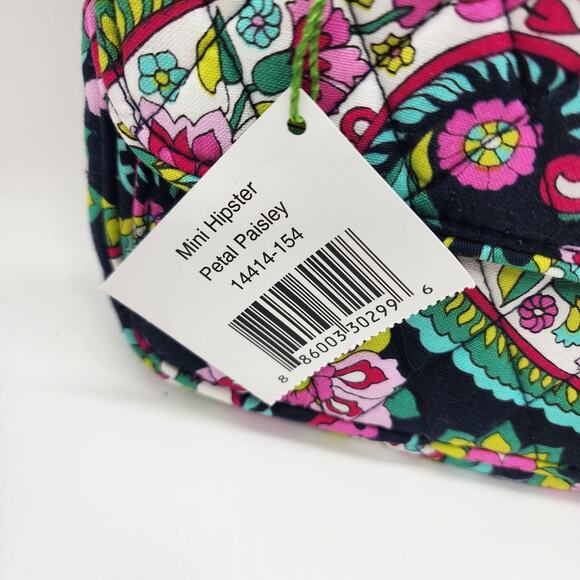 Mini Hipster
Petal Paisley
14414-154
8 86003 30299 6